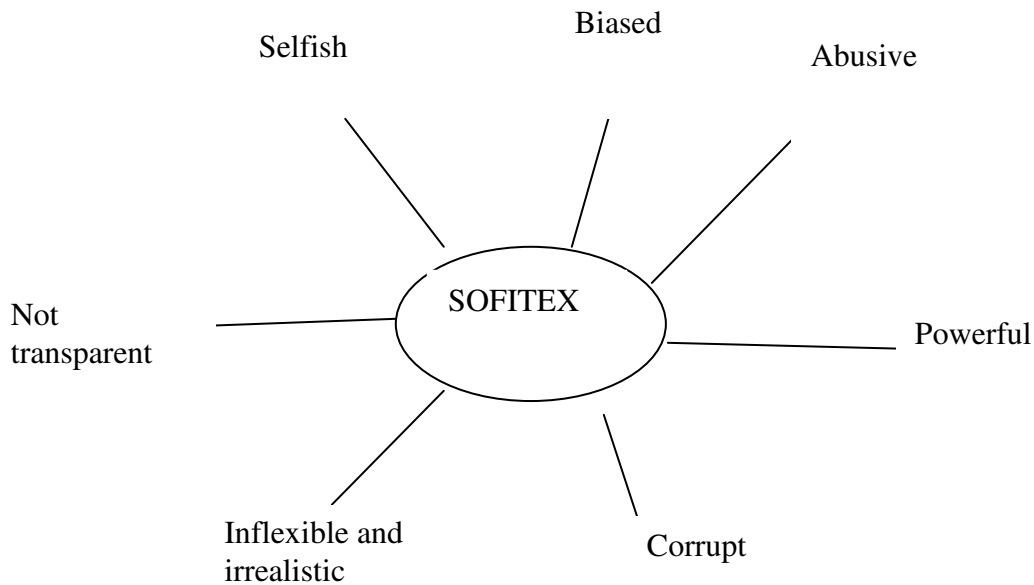 Biased
Selfish
Abusive
SOFITEX
Not
transparent
Powerful
Inflexible and
irrealistic
Corrupt